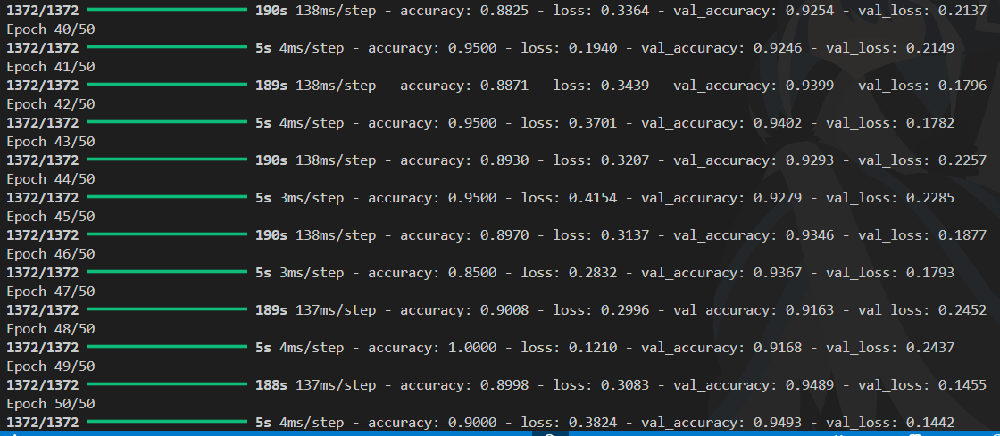 1372/1372 ━━━━━━━━━━━━━━━━━━━━ 190s 138ms/step - accuracy: 0.8825 - loss: 0.3364 - val_accuracy: 0.9254 - val_loss: 0.2137
Epoch 40/50
1372/1372 ━━━━━━━━━━━━━━━━━━━━ 5s 4ms/step - accuracy: 0.9500 - loss: 0.1940 - val_accuracy: 0.9246 - val_loss: 0.2149
Epoch 41/50
1372/1372 ━━━━━━━━━━━━━━━━━━━━ 189s 138ms/step - accuracy: 0.8871 - loss: 0.3439 - val_accuracy: 0.9399 - val_loss: 0.1796
Epoch 42/50
1372/1372 ━━━━━━━━━━━━━━━━━━━━ 5s 4ms/step - accuracy: 0.9500 - loss: 0.3701 - val_accuracy: 0.9402 - val_loss: 0.1782
Epoch 43/50
1372/1372 ━━━━━━━━━━━━━━━━━━━━ 190s 138ms/step - accuracy: 0.8930 - loss: 0.3207 - val_accuracy: 0.9293 - val_loss: 0.2257
Epoch 44/50
1372/1372 ━━━━━━━━━━━━━━━━━━━━ 5s 3ms/step - accuracy: 0.9500 - loss: 0.4154 - val_accuracy: 0.9279 - val_loss: 0.2285
Epoch 45/50
1372/1372 ━━━━━━━━━━━━━━━━━━━━ 190s 138ms/step - accuracy: 0.8970 - loss: 0.3137 - val_accuracy: 0.9346 - val_loss: 0.1877
Epoch 46/50
1372/1372 ━━━━━━━━━━━━━━━━━━━━ 5s 3ms/step - accuracy: 0.8500 - loss: 0.2832 - val_accuracy: 0.9367 - val_loss: 0.1793
Epoch 47/50
1372/1372 ━━━━━━━━━━━━━━━━━━━━ 189s 137ms/step - accuracy: 0.9008 - loss: 0.2996 - val_accuracy: 0.9163 - val_loss: 0.2452
Epoch 48/50
1372/1372 ━━━━━━━━━━━━━━━━━━━━ 5s 4ms/step - accuracy: 1.0000 - loss: 0.1210 - val_accuracy: 0.9168 - val_loss: 0.2437
Epoch 49/50
1372/1372 ━━━━━━━━━━━━━━━━━━━━ 188s 137ms/step - accuracy: 0.8998 - loss: 0.3083 - val_accuracy: 0.9489 - val_loss: 0.1455
Epoch 50/50
1372/1372 ━━━━━━━━━━━━━━━━━━━━ 5s 4ms/step - accuracy: 0.9000 - loss: 0.3824 - val_accuracy: 0.9493 - val_loss: 0.1442